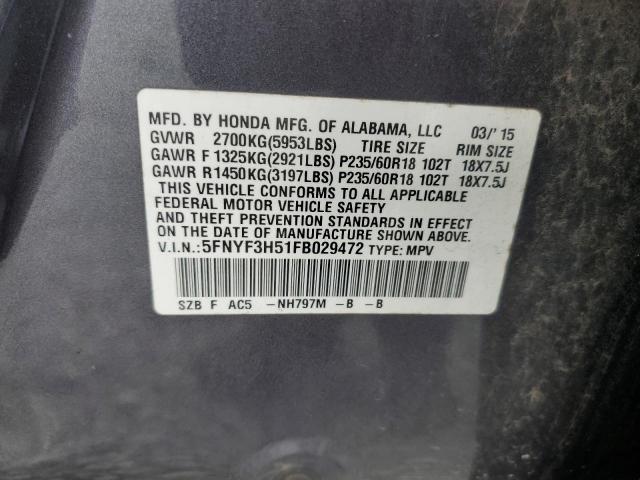 MFD. BY HONDA MFG. OF ALABAMA, LLC 03/'15
GVWR 2700KG(5953LBS) TIRE SIZE RIM SIZE
GAWR F 1325KG(2921LBS) P235/60R18 102T 18X7.5J
GAWR R1450KG(3197LBS) P235/60R18 102T 18X7.5J
THIS VEHICLE CONFORMS TO ALL APPLICABLE
FEDERAL MOTOR VEHICLE SAFETY
AND THEFT PREVENTION STANDARDS IN EFFECT
ON THE DATE OF MANUFACTURE SHOWN ABOVE.
V.I.N.:5FNYF3H51FB029472 TYPE: MPV
SZB F AC5 -NH797M -B -B